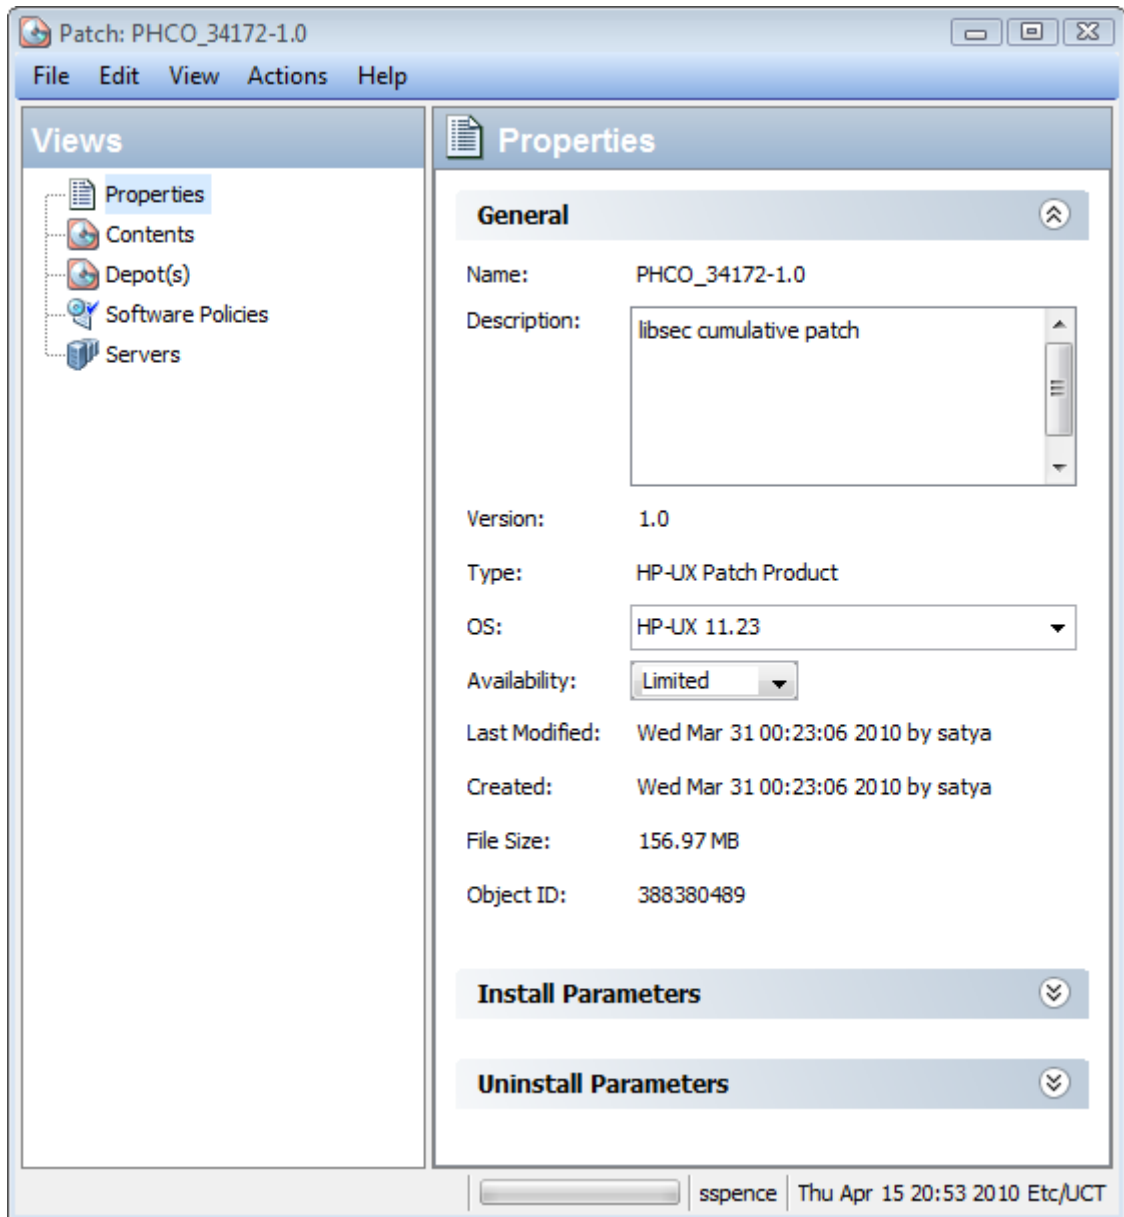 Patch: PHCO_34172-1.0
File Edit View Actions Help
Views
Properties
Contents
Depot(s)
Software Policies
Servers
Properties
General
Name: PHCO_34172-1.0
Description: libsec cumulative patch
Version: 1.0
Type: HP-UX Patch Product
OS: HP-UX 11.23
Availability: Limited
Last Modified: Wed Mar 31 00:23:06 2010 by satya
Created: Wed Mar 31 00:23:06 2010 by satya
File Size: 156.97 MB
Object ID: 388380489
Install Parameters
Uninstall Parameters
sspence Thu Apr 15 20:53 2010 Etc/UCT